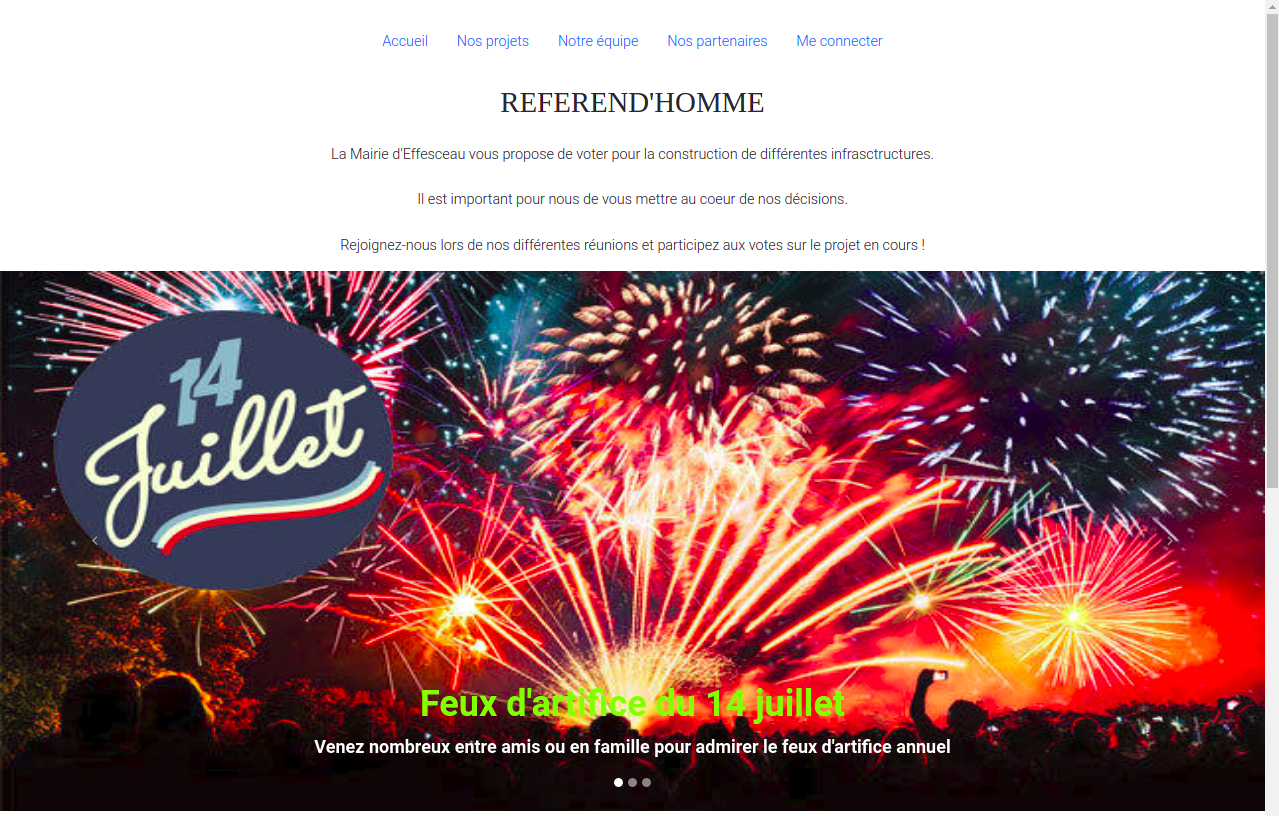 Accueil Nos projets Notre équipe Nos partenaires Me connecter
REFEREND'HOMME
La Mairie d'Effesceau vous propose de voter pour la construction de différentes infrasctructures.
Il est important pour nous de vous mettre au coeur de nos décisions.
Rejoignez-nous lors de nos différentes réunions et participez aux votes sur le projet en cours !
14
Juillet
Feux d'artifice du 14 juillet
Venez nombreux entre amis ou en famille pour admirer le feux d'artifice annuel